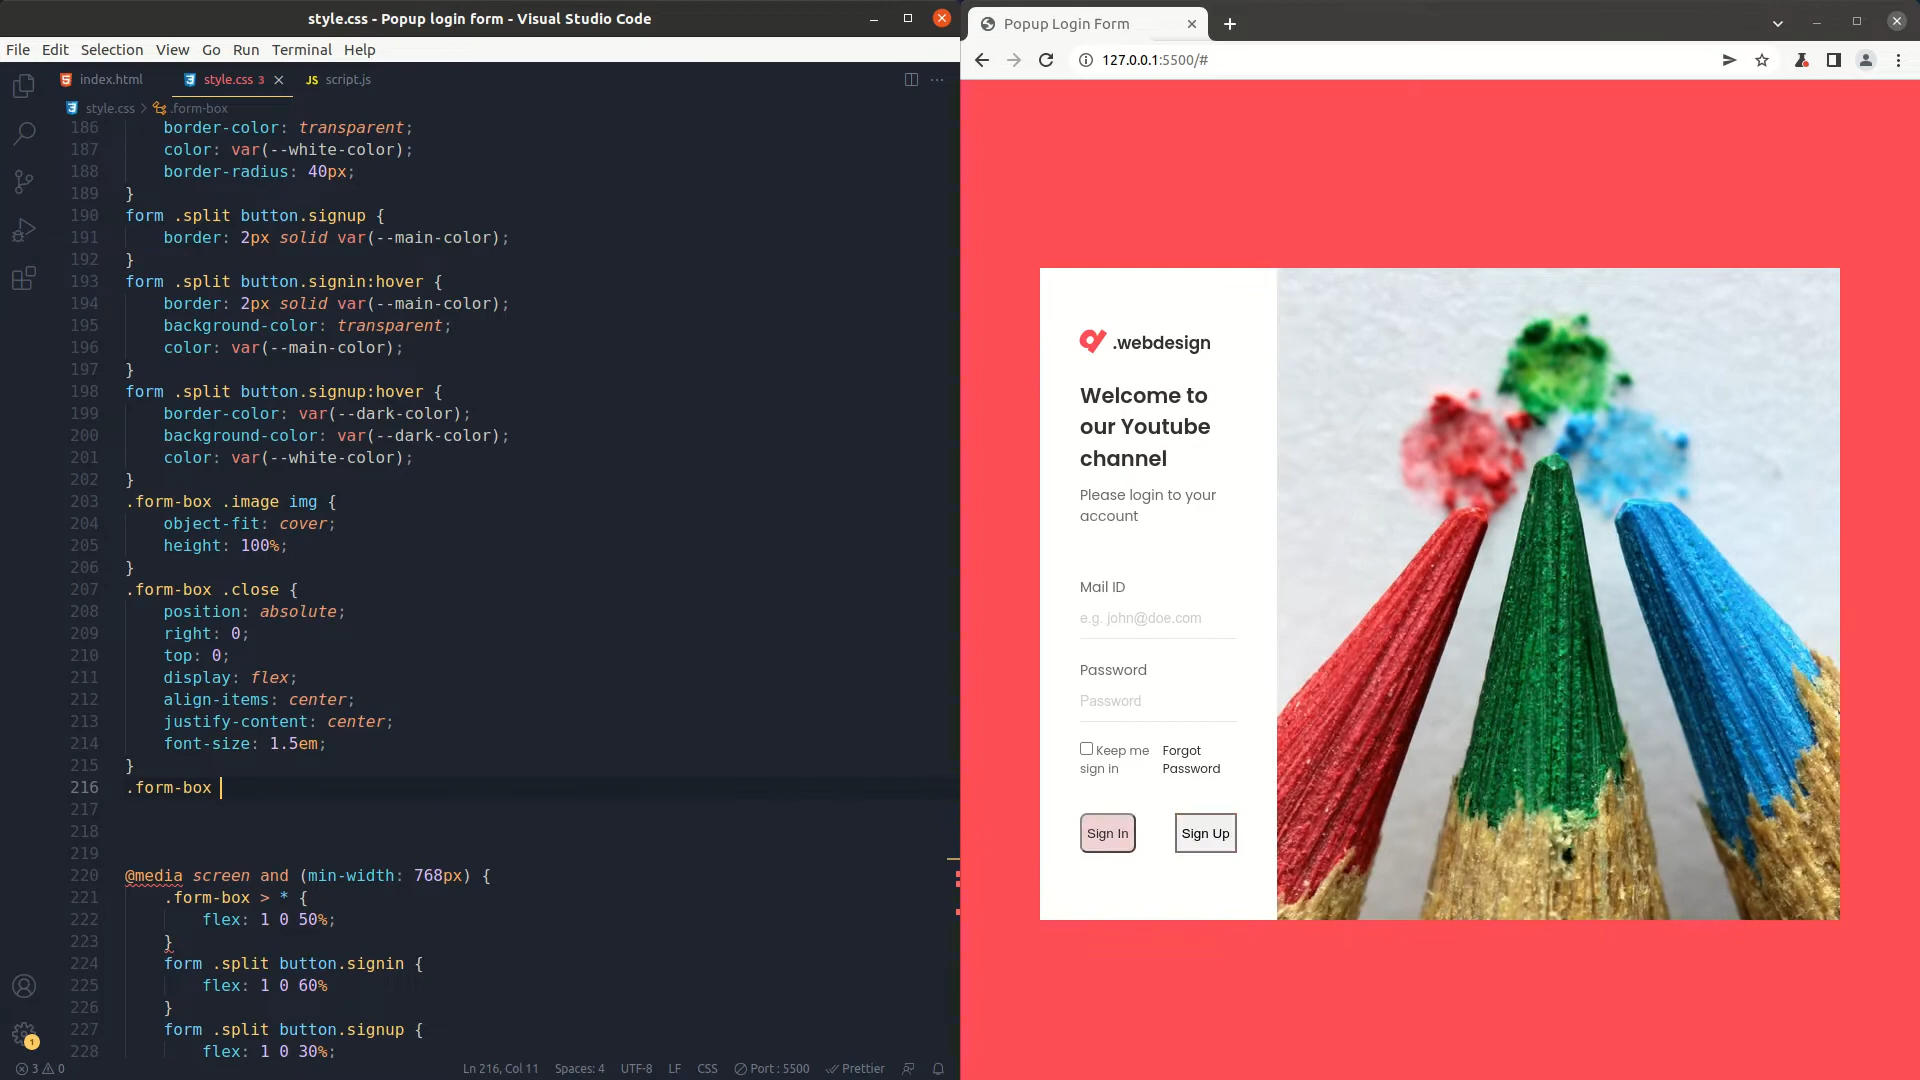 style.css - Popup login form - Visual Studio Code
File Edit Selection View Go Run Terminal Help
index.html
style.css 3
JS script.js
style.css > .form-box
186 border-color: transparent;
187 color: var(--white-color);
188 border-radius: 40px;
189 }
190 form .split button.signup {
191 border: 2px solid var(--main-color);
192 }
193 form .split button.signin:hover {
194 border: 2px solid var(--main-color);
195 background-color: transparent;
196 color: var(--main-color);
197 }
198 form .split button.signup:hover {
199 border-color: var(--dark-color);
200 background-color: var(--dark-color);
201 color: var(--white-color);
202 }
203 .form-box .image img {
204 object-fit: cover;
205 height: 100%;
206 }
207 .form-box .close {
208 position: absolute;
209 right: 0;
210 top: 0;
211 display: flex;
212 align-items: center;
213 justify-content: center;
214 font-size: 1.5em;
215 }
216 .form-box
217
218
219
220 @media screen and (min-width: 768px) {
221 .form-box > * {
222 flex: 1 0 50%;
223 }
224 form .split button.signin {
225 flex: 1 0 60%
226 }
227 form .split button.signup {
228 flex: 1 0 30%;
1
3 0
Ln 216, Col 11 Spaces: 4 UTF-8 LF CSS Port : 5500 Prettier
Popup Login Form
127.0.0.1:5500/#
.webdesign
Welcome to
our Youtube
channel
Please login to your
account
Mail ID
e.g. john@doe.com
Password
Password
Keep me
sign in
Forgot
Password
Sign In
Sign Up